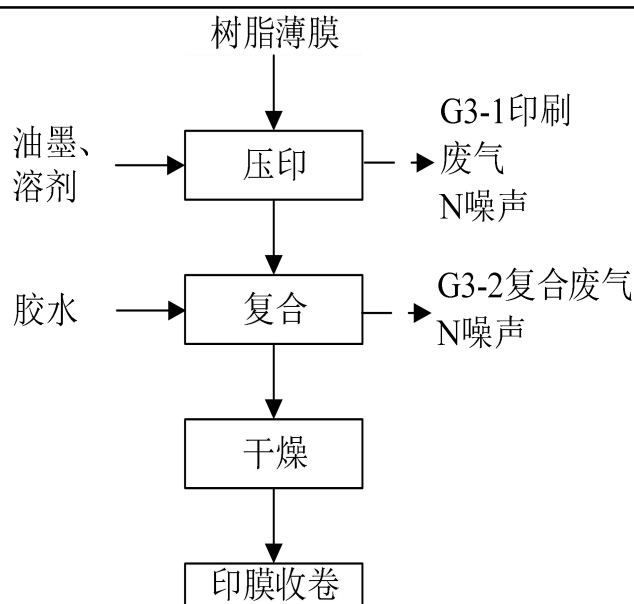 树脂薄膜
油墨、
溶剂
压印
G3-1印刷
废气
N噪声
胶水
复合
G3-2复合废气
N噪声
干燥
印膜收卷